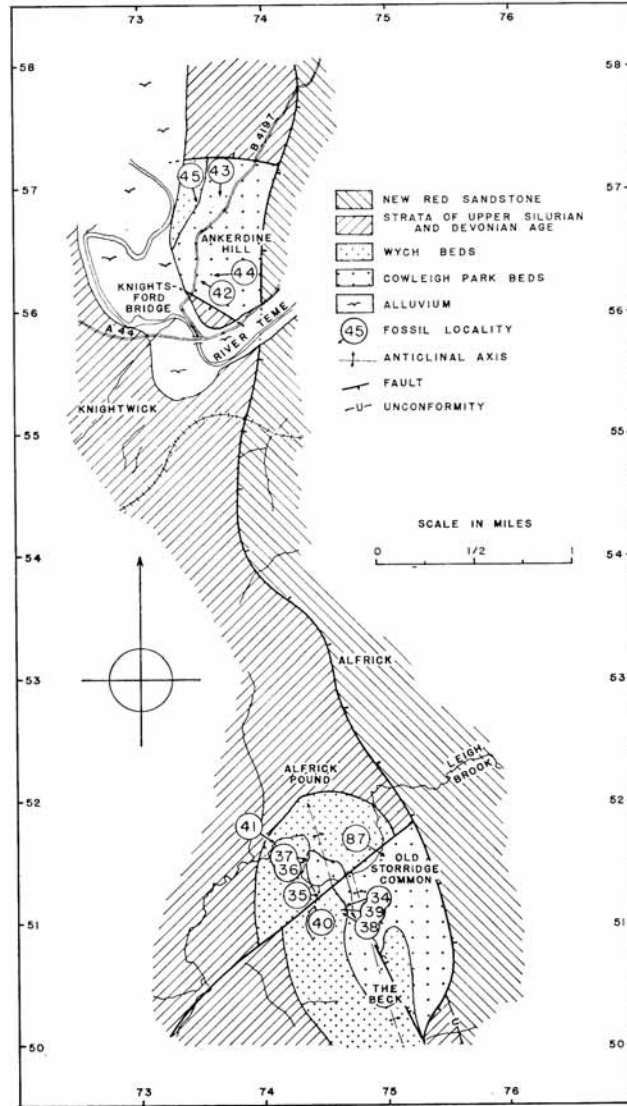 73
74
75
76
58
58
57
57
56
56
55
55
54
54
53
53
52
52
51
51
50
50
73
74
75
76
B 4197
45
43
ANKERDINE
HILL
44
42
KNIGHTS-
FORD
BRIDGE
A 44
RIVER TEME
KNIGHTWICK
NEW RED SANDSTONE
STRATA OF UPPER SILURIAN
AND DEVONIAN AGE
WYCH BEDS
COWLEIGH PARK BEDS
ALLUVIUM
45 FOSSIL LOCALITY
ANTICLINAL AXIS
FAULT
U UNCONFORMITY
SCALE IN MILES
0 1/2 1
ALFRICK
LEIGH
BROOK
ALFRICK
POUND
41
37
36
35
40
87
OLD
STORRIDGE
COMMON
34
39
38
THE
BECK
U